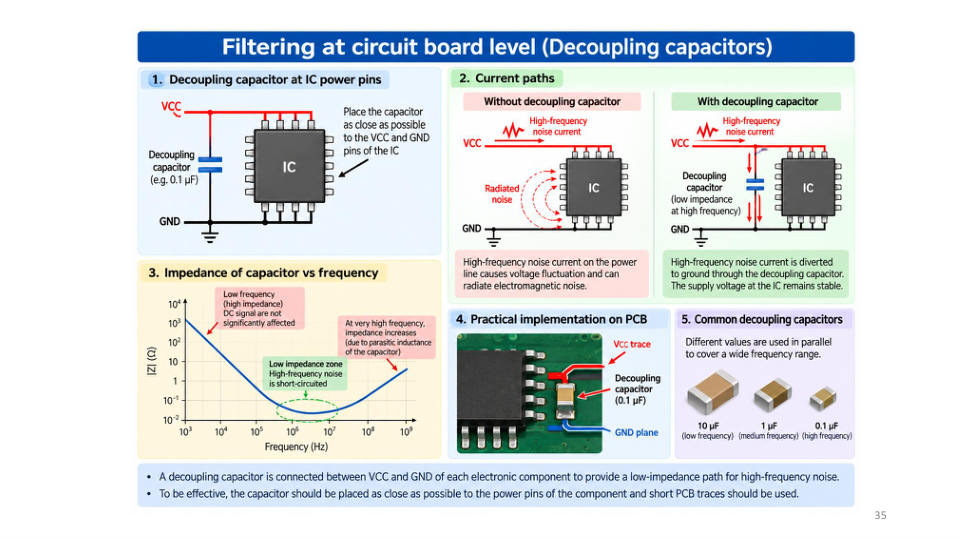 Filtering at circuit board level (Decoupling capacitors)
1. Decoupling capacitor at IC power pins
VCC
Decoupling
capacitor
(e.g. 0.1 µF)
GND
IC
Place the capacitor
as close as possible
to the VCC and GND
pins of the IC
2. Current paths
Without decoupling capacitor
High-frequency
noise current
VCC
Radiated
noise
IC
GND
High-frequency noise current on the power
line causes voltage fluctuation and can
radiate electromagnetic noise.
With decoupling capacitor
High-frequency
noise current
VCC
Decoupling
capacitor
(low impedance
at high frequency)
IC
GND
High-frequency noise current is diverted
to ground through the decoupling capacitor.
The supply voltage at the IC remains stable.
3. Impedance of capacitor vs frequency
|Z| (Ω)
10⁴
10³
10²
10
1
10⁻¹
10⁻²
Low frequency
(high impedance)
DC signal are not
significantly affected
At very high frequency,
impedance increases
(due to parasitic inductance
of the capacitor)
Low impedance zone
High-frequency noise
is short-circuited
10³ 10⁴ 10⁵ 10⁶ 10⁷ 10⁸ 10⁹
Frequency (Hz)
4. Practical implementation on PCB
VCC trace
Decoupling
capacitor
(0.1 µF)
GND plane
5. Common decoupling capacitors
Different values are used in parallel
to cover a wide frequency range.
10 µF 1 µF 0.1 µF
(low frequency) (medium frequency) (high frequency)
• A decoupling capacitor is connected between VCC and GND of each electronic component to provide a low-impedance path for high-frequency noise.
• To be effective, the capacitor should be placed as close as possible to the power pins of the component and short PCB traces should be used.
35